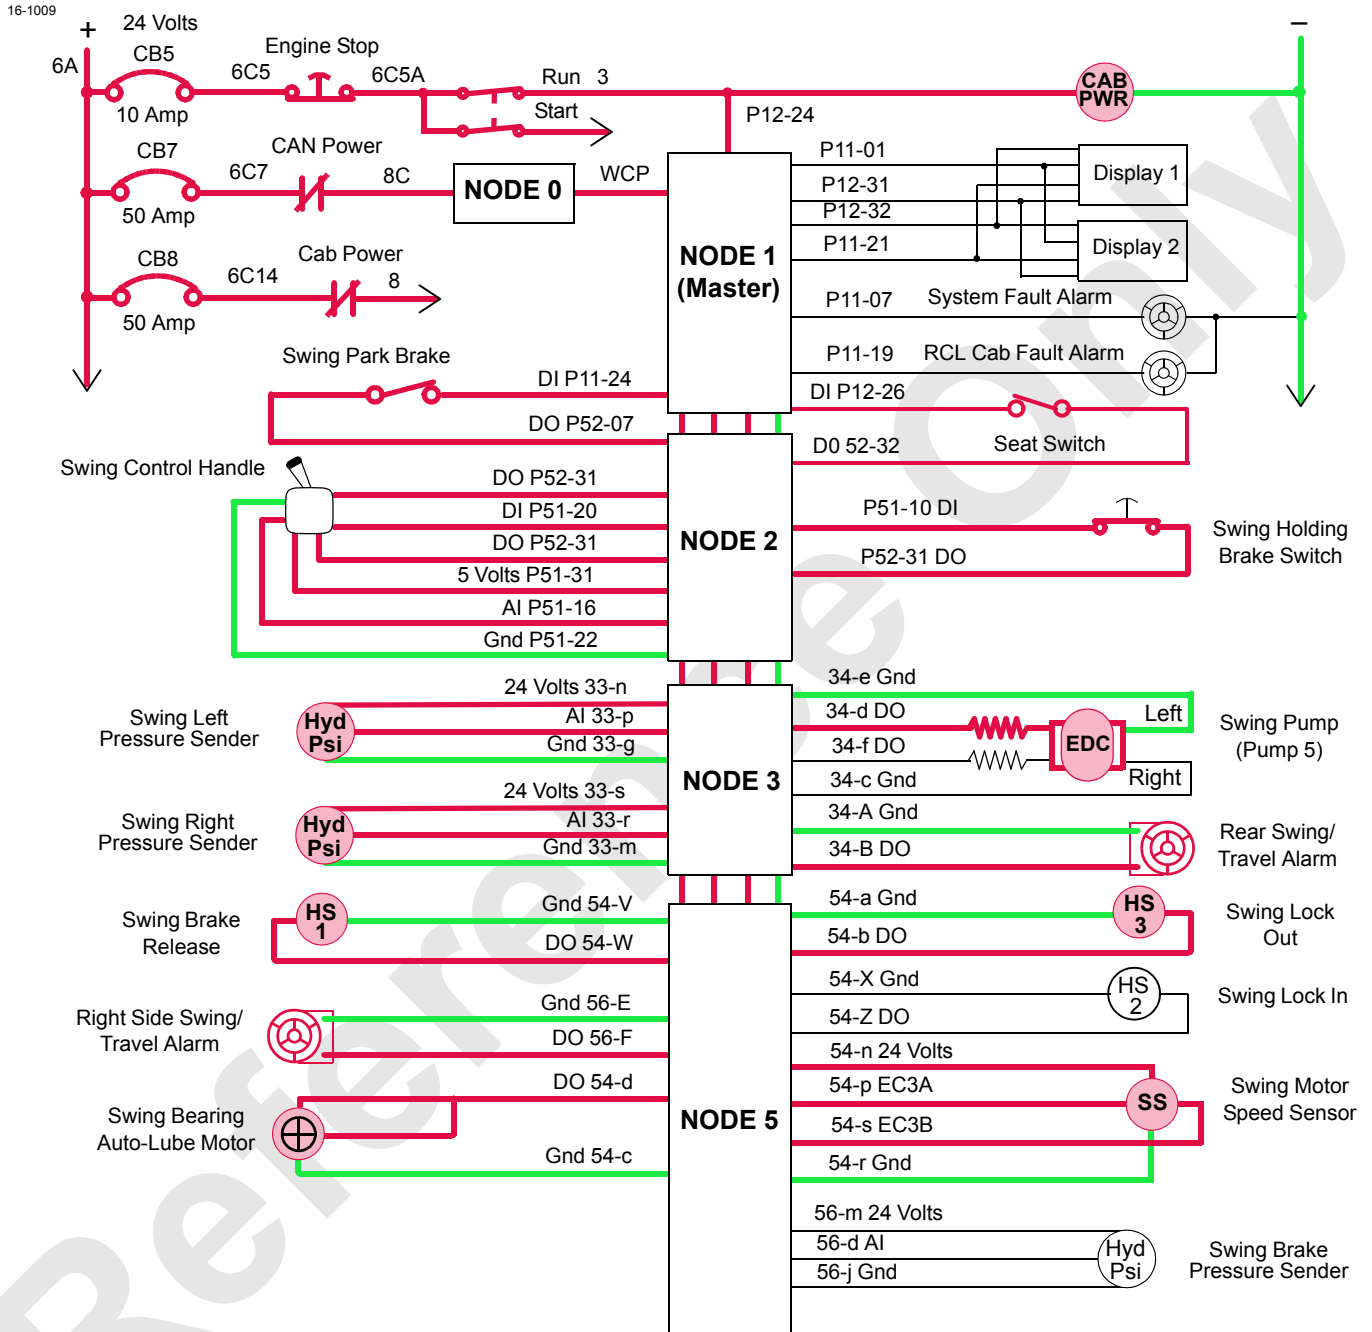 16-1009
+
24 Volts
−
6A
CB5
6C5
Engine Stop
6C5A
Run 3
Start
10 Amp
CAB
PWR
P12-24
CB7
6C7
CAN Power
8C
NODE 0
WCP
50 Amp
CB8
6C14
Cab Power
8
50 Amp
NODE 1
(Master)
P11-01
P12-31
P12-32
P11-21
Display 1
Display 2
P11-07
System Fault Alarm
P11-19
RCL Cab Fault Alarm
Swing Park Brake
DI P11-24
DO P52-07
DI P12-26
D0 52-32
Seat Switch
Swing Control Handle
DO P52-31
DI P51-20
DO P52-31
5 Volts P51-31
AI P51-16
Gnd P51-22
NODE 2
P51-10 DI
P52-31 DO
Swing Holding
Brake Switch
Swing Left
Pressure Sender
Hyd
Psi
24 Volts 33-n
AI 33-p
Gnd 33-g
Swing Right
Pressure Sender
Hyd
Psi
24 Volts 33-s
AI 33-r
Gnd 33-m
NODE 3
34-e Gnd
34-d DO
34-f DO
34-c Gnd
EDC
Left
Right
Swing Pump
(Pump 5)
34-A Gnd
34-B DO
Rear Swing/
Travel Alarm
Swing Brake
Release
HS
1
Gnd 54-V
DO 54-W
Right Side Swing/
Travel Alarm
Gnd 56-E
DO 56-F
Swing Bearing
Auto-Lube Motor
DO 54-d
Gnd 54-c
NODE 5
54-a Gnd
54-b DO
HS
3
Swing Lock
Out
54-X Gnd
54-Z DO
HS
2
Swing Lock In
54-n 24 Volts
54-p EC3A
54-s EC3B
54-r Gnd
SS
Swing Motor
Speed Sensor
56-m 24 Volts
56-d AI
56-j Gnd
Hyd
Psi
Swing Brake
Pressure Sender
Reference Only